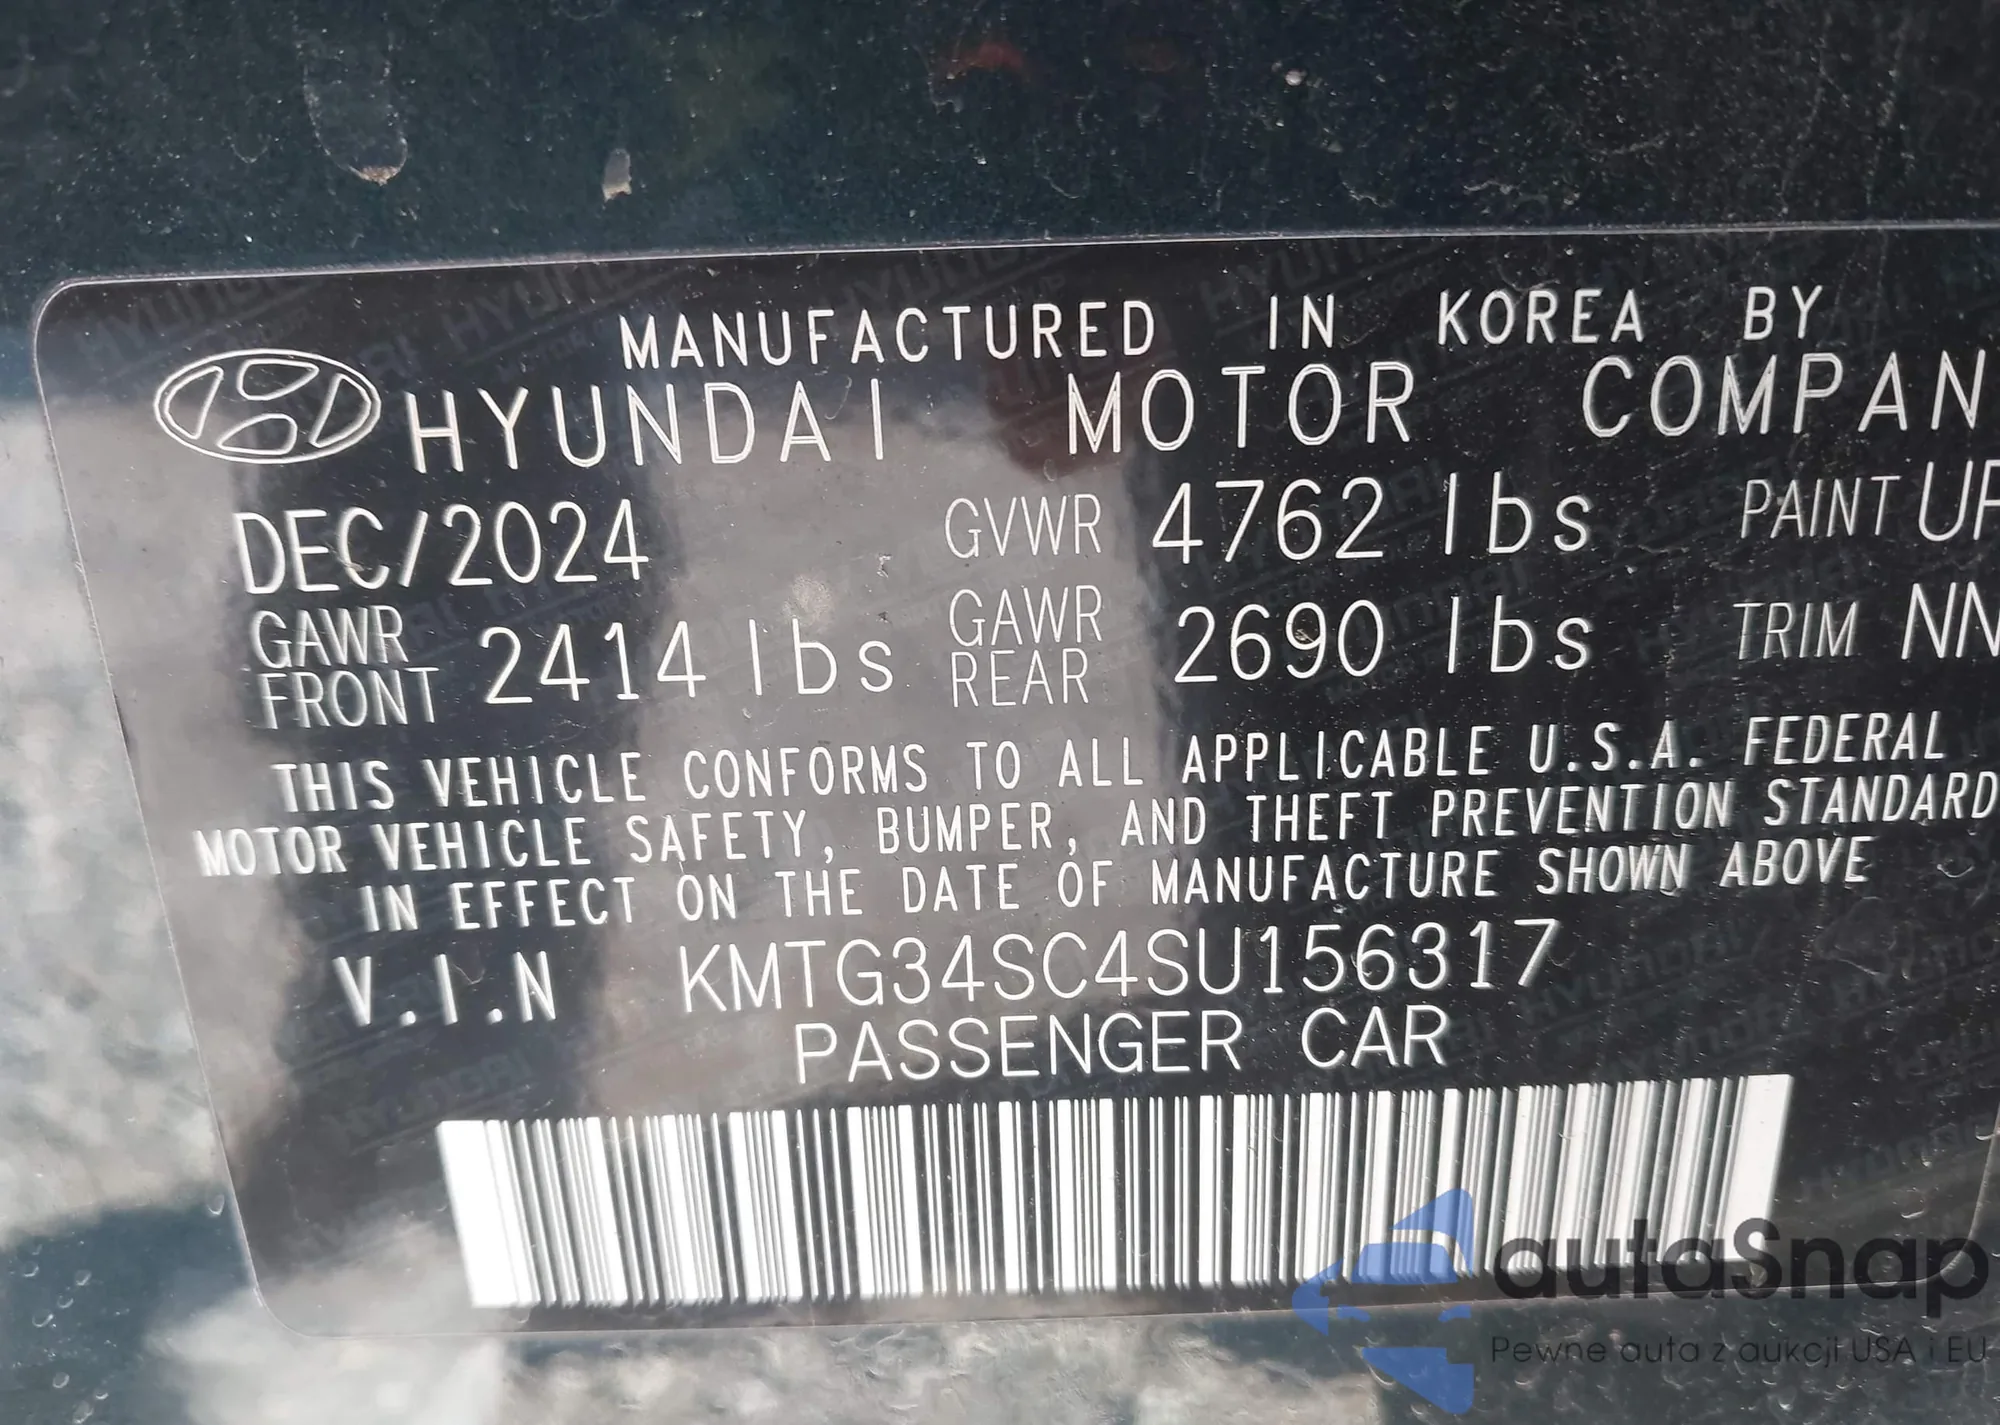 MANUFACTURED IN KOREA BY
HYUNDAI MOTOR COMPAN
DEC/2024 GVWR 4762 lbs PAINT UP
GAWR FRONT 2414 lbs GAWR REAR 2690 lbs TRIM NN
THIS VEHICLE CONFORMS TO ALL APPLICABLE U.S.A. FEDERAL
MOTOR VEHICLE SAFETY, BUMPER, AND THEFT PREVENTION STANDARD
IN EFFECT ON THE DATE OF MANUFACTURE SHOWN ABOVE
V.I.N KMTG34SC4SU156317
PASSENGER CAR
autaSnap
Pewne auta z aukcji USA i EU